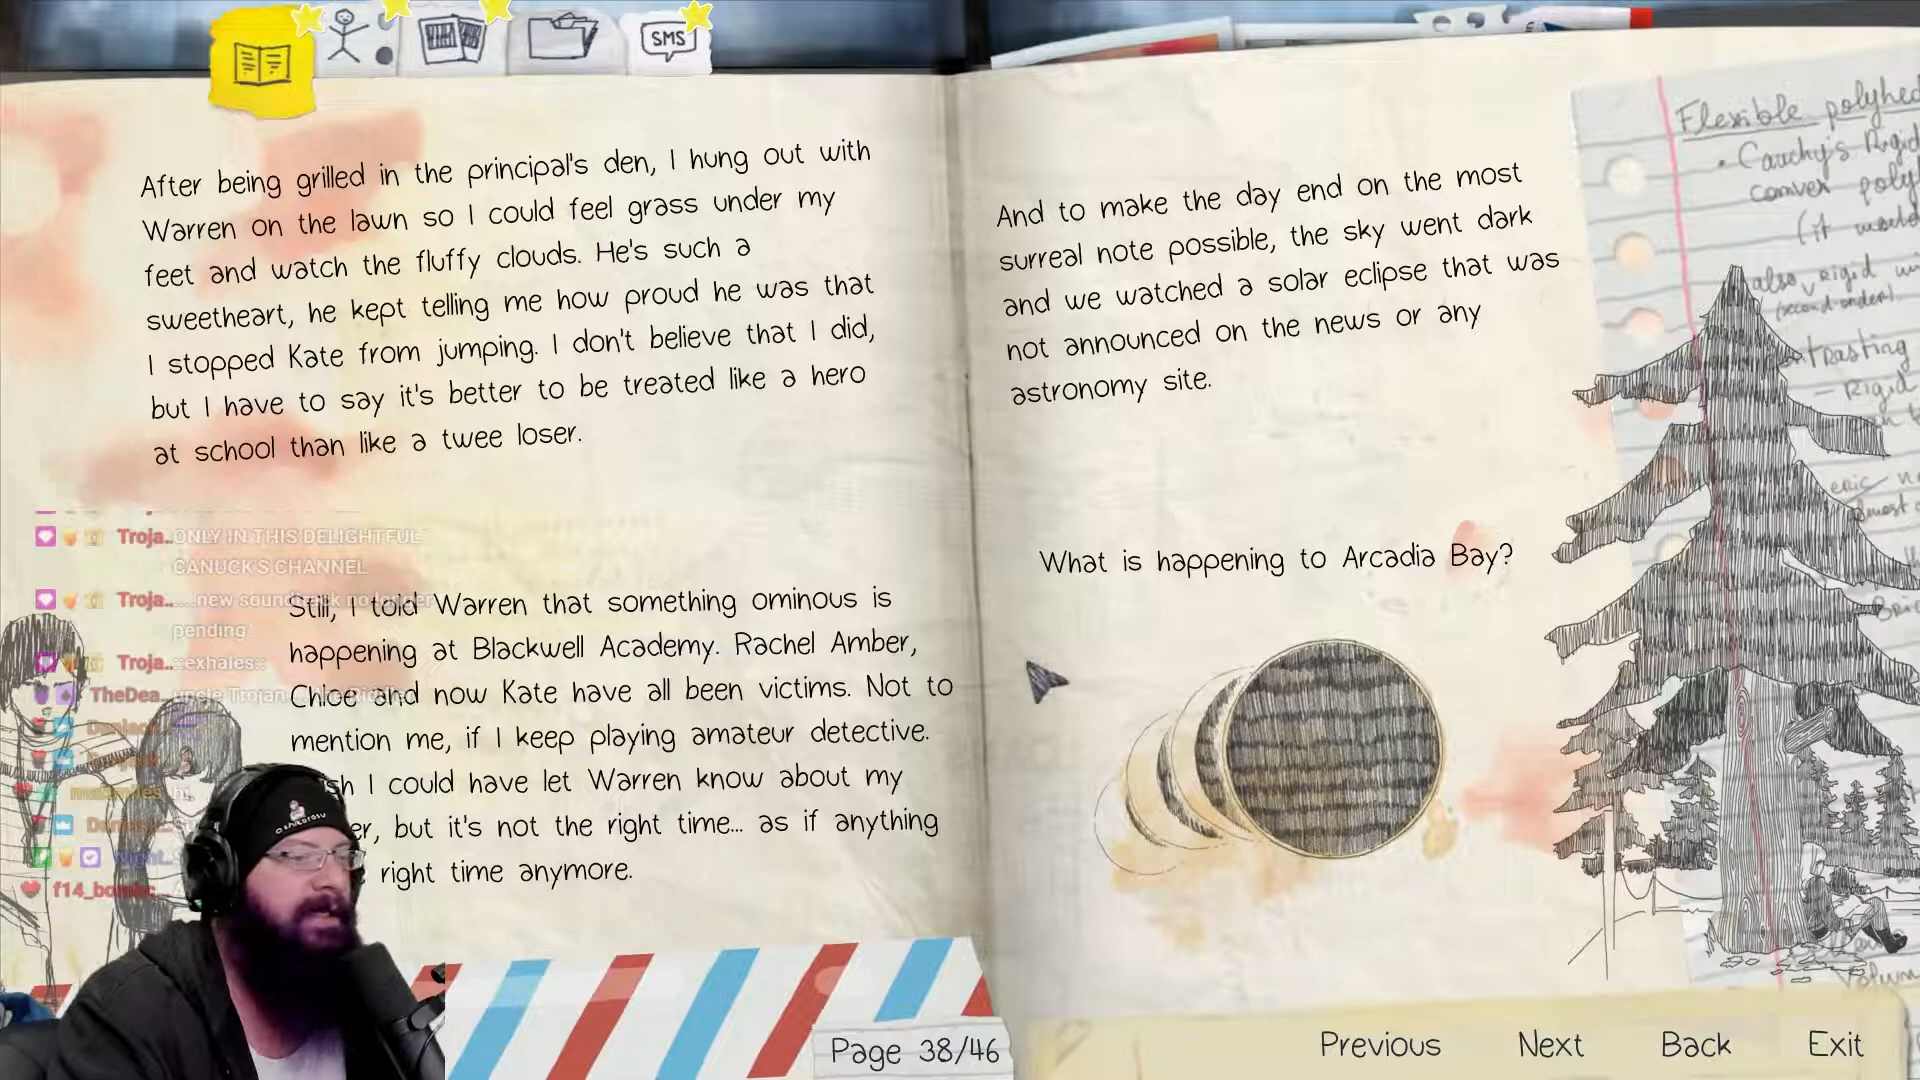 SMS
After being grilled in the principal's den, I hung out with
Warren on the lawn so I could feel grass under my
feet and watch the fluffy clouds. He's such a
sweetheart, he kept telling me how proud he was that
I stopped Kate from jumping. I don't believe that I did,
but I have to say it's better to be treated like a hero
at school than like a twee loser.
Troja..ONLY IN THIS DELIGHTFUL
CANUCK'S CHANNEL
Troja.....new sound
pending
Troja..::exhales::
TheDea..
f14_bombc..
Still, I told Warren that something ominous is
happening at Blackwell Academy. Rachel Amber,
Chloe and now Kate have all been victims. Not to
mention me, if I keep playing amateur detective.
I could have let Warren know about my
but it's not the right time... as if anything
right time anymore.
Page 38/46
And to make the day end on the most
surreal note possible, the sky went dark
and we watched a solar eclipse that was
not announced on the news or any
astronomy site.
What is happening to Arcadia Bay?
Flexible
Cauchy's Rigid
convex
also rigid
(second order)
Rigid
Previous Next Back Exit